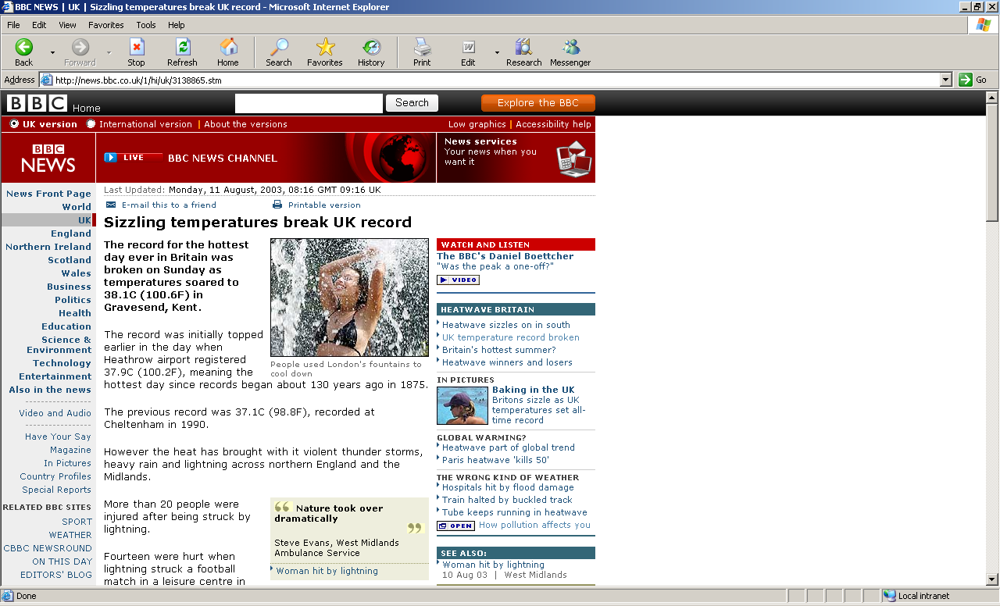 BBC NEWS | UK | Sizzling temperatures break UK record - Microsoft Internet Explorer
File Edit View Favorites Tools Help
Back Forward Stop Refresh Home Search Favorites History Print Edit Research Messenger
Address http://news.bbc.co.uk/1/hi/uk/3138865.stm Go
BBC Home Search Explore the BBC
UK version International version | About the versions Low graphics | Accessibility help
BBC
NEWS
LIVE BBC NEWS CHANNEL
News services
Your news when you
want it
News Front Page
World
UK
England
Northern Ireland
Scotland
Wales
Business
Politics
Health
Education
Science &
Environment
Technology
Entertainment
Also in the news
Video and Audio
Have Your Say
Magazine
In Pictures
Country Profiles
Special Reports
RELATED BBC SITES
SPORT
WEATHER
CBBC NEWSROUND
ON THIS DAY
EDITORS' BLOG
Last Updated: Monday, 11 August, 2003, 08:16 GMT 09:16 UK
E-mail this to a friend Printable version
Sizzling temperatures break UK record
The record for the hottest
day ever in Britain was
broken on Sunday as
temperatures soared to
38.1C (100.6F) in
Gravesend, Kent.
People used London's fountains to
cool down
The record was initially topped
earlier in the day when
Heathrow airport registered
37.9C (100.2F), meaning the
hottest day since records began about 130 years ago in 1875.
The previous record was 37.1C (98.8F), recorded at
Cheltenham in 1990.
However the heat has brought with it violent thunder storms,
heavy rain and lightning across northern England and the
Midlands.
More than 20 people were
injured after being struck by
lightning.
Fourteen were hurt when
lightning struck a football
match in a leisure centre in
“ Nature took over
dramatically ”
Steve Evans, West Midlands
Ambulance Service
Woman hit by lightning
WATCH AND LISTEN
The BBC's Daniel Boettcher
"Was the peak a one-off?"
VIDEO
HEATWAVE BRITAIN
Heatwave sizzles on in south
UK temperature record broken
Britain's hottest summer?
Heatwave winners and losers
IN PICTURES
Baking in the UK
Britons sizzle as UK
temperatures set all-
time record
GLOBAL WARMING?
Heatwave part of global trend
Paris heatwave 'kills 50'
THE WRONG KIND OF WEATHER
Hospitals hit by flood damage
Train halted by buckled track
Tube keeps running in heatwave
OPEN How pollution affects you
SEE ALSO:
Woman hit by lightning
10 Aug 03 | West Midlands
Done Local intranet